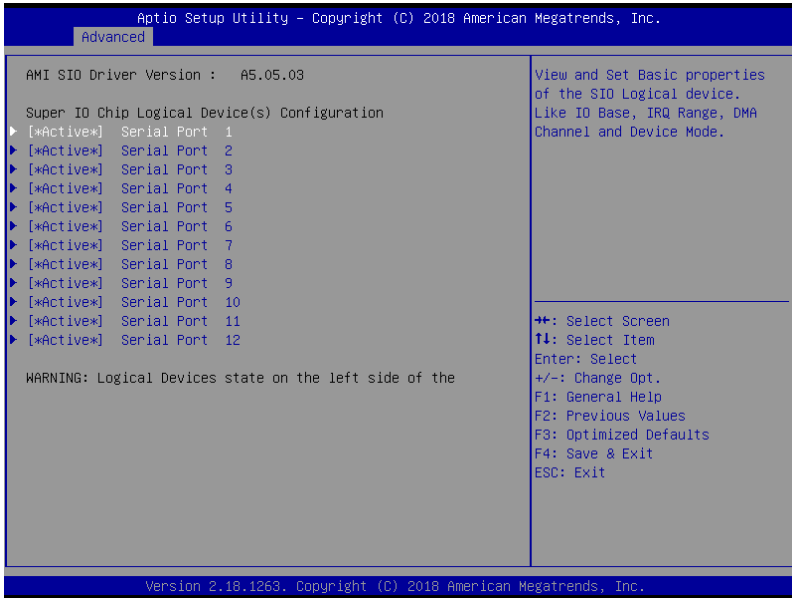 Aptio Setup Utility – Copyright (C) 2018 American Megatrends, Inc.
Advanced
AMI SIO Driver Version :   A5.05.03
Super IO Chip Logical Device(s) Configuration
[*Active*]  Serial Port  1
[*Active*]  Serial Port  2
[*Active*]  Serial Port  3
[*Active*]  Serial Port  4
[*Active*]  Serial Port  5
[*Active*]  Serial Port  6
[*Active*]  Serial Port  7
[*Active*]  Serial Port  8
[*Active*]  Serial Port  9
[*Active*]  Serial Port  10
[*Active*]  Serial Port  11
[*Active*]  Serial Port  12
WARNING: Logical Devices state on the left side of the
View and Set Basic properties
of the SIO Logical device.
Like IO Base, IRQ Range, DMA
Channel and Device Mode.
→←: Select Screen
↑↓: Select Item
Enter: Select
+/-: Change Opt.
F1: General Help
F2: Previous Values
F3: Optimized Defaults
F4: Save & Exit
ESC: Exit
Version 2.18.1263. Copyright (C) 2018 American Megatrends, Inc.